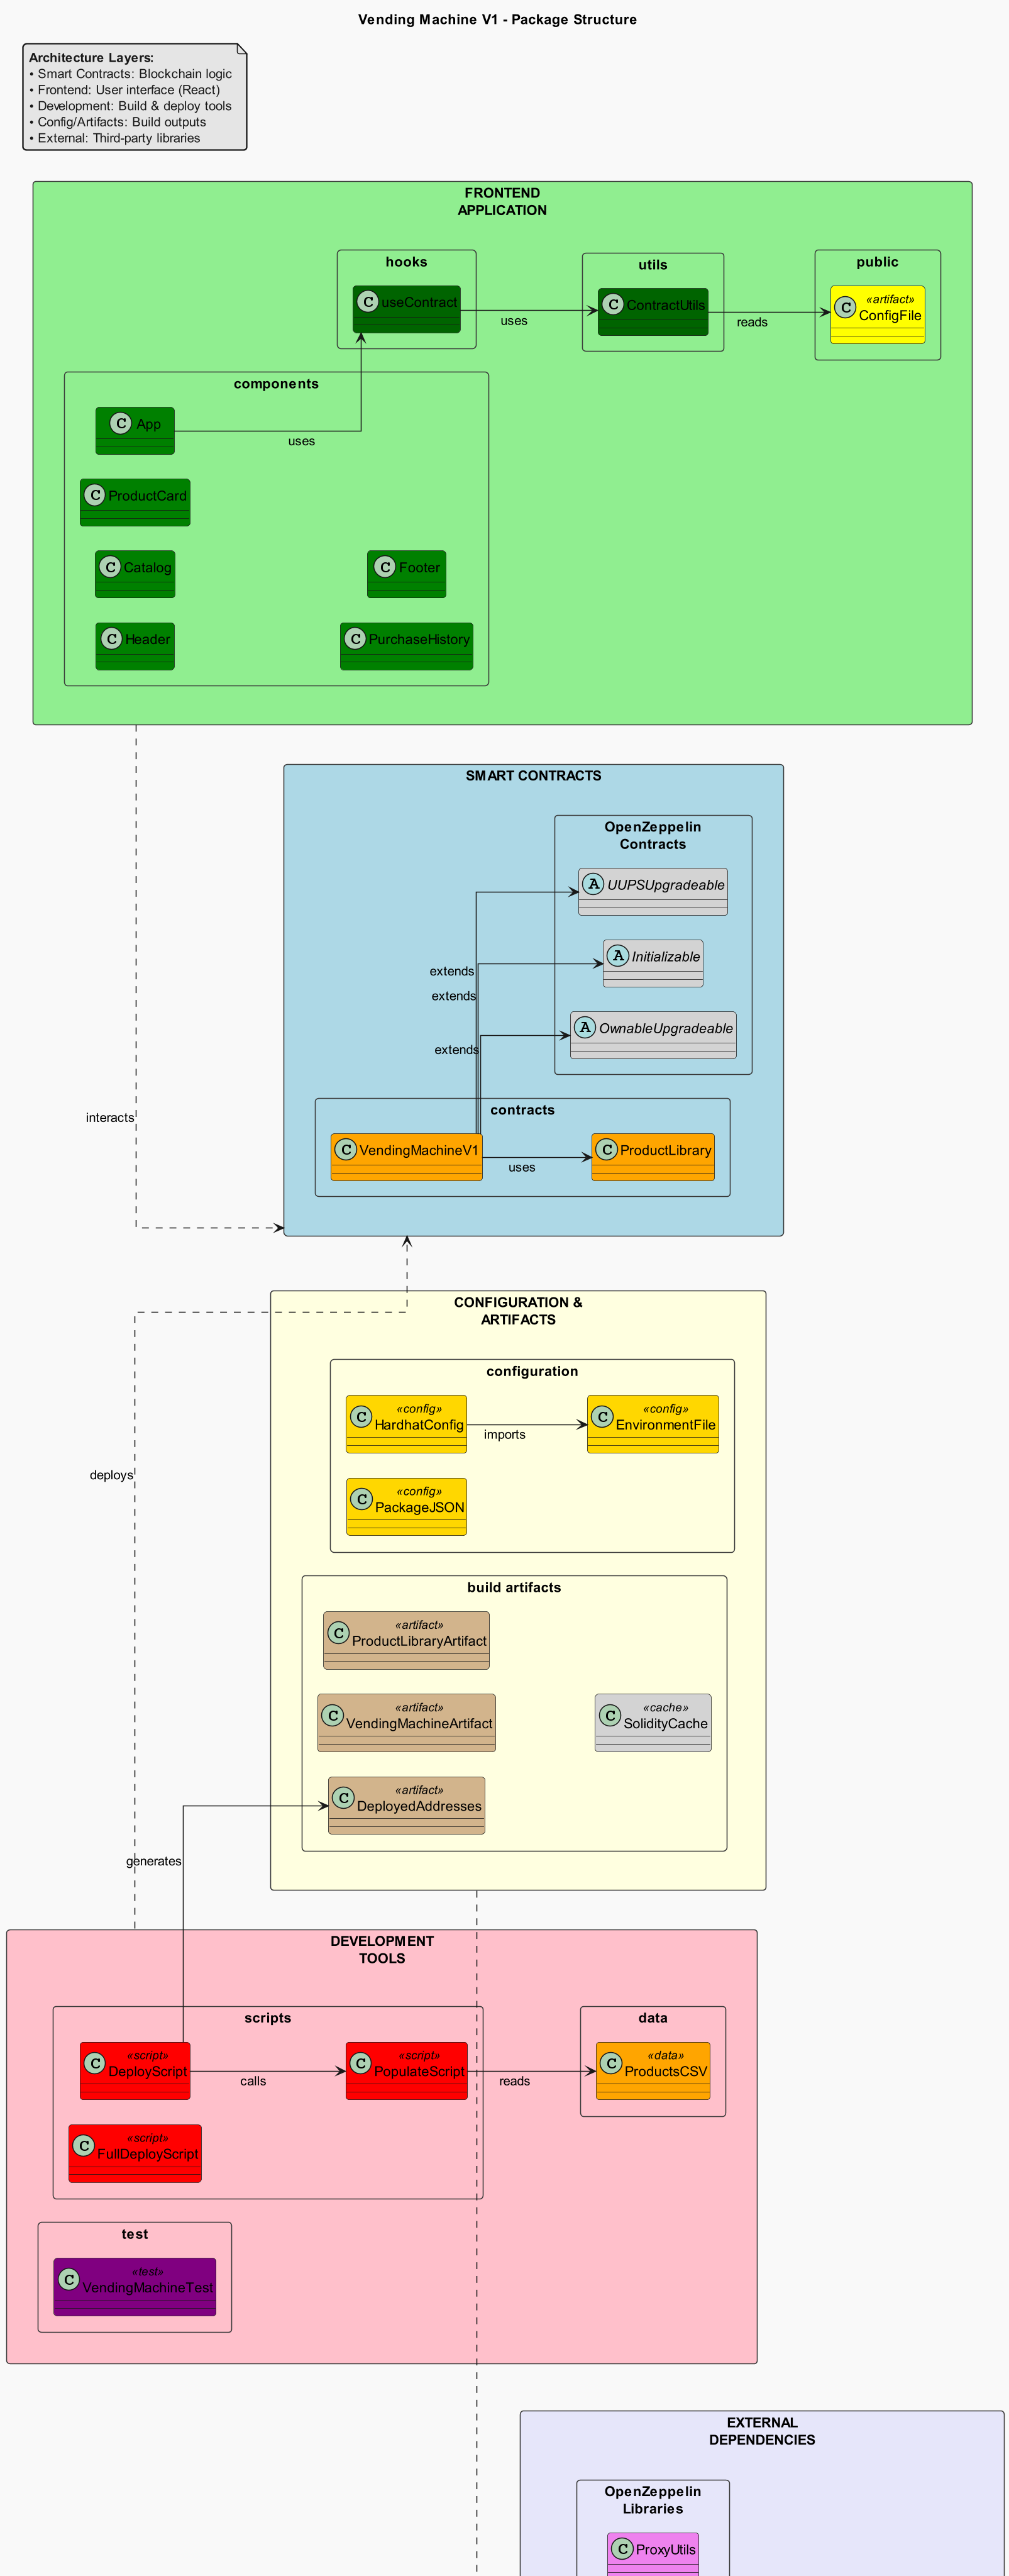 Vending Machine V1 - Package Structure
Architecture Layers:
• Smart Contracts: Blockchain logic
• Frontend: User interface (React)
• Development: Build & deploy tools
• Config/Artifacts: Build outputs
• External: Third-party libraries
FRONTEND
APPLICATION
hooks
C useContract
uses
utils
C ContractUtils
reads
public
C «artifact»
ConfigFile
components
C App
uses
C ProductCard
C Catalog
C Footer
C Header
C PurchaseHistory
interacts
SMART CONTRACTS
OpenZeppelin
Contracts
A UUPSUpgradeable
A Initializable
extends
extends
A OwnableUpgradeable
extends
contracts
C VendingMachineV1
uses
C ProductLibrary
deploys
CONFIGURATION &
ARTIFACTS
configuration
C «config»
HardhatConfig
imports
C «config»
EnvironmentFile
C «config»
PackageJSON
build artifacts
C «artifact»
ProductLibraryArtifact
C «artifact»
VendingMachineArtifact
C «cache»
SolidityCache
C «artifact»
DeployedAddresses
generates
DEVELOPMENT
TOOLS
scripts
C «script»
DeployScript
calls
C «script»
PopulateScript
reads
data
C «data»
ProductsCSV
C «script»
FullDeployScript
test
C «test»
VendingMachineTest
EXTERNAL
DEPENDENCIES
OpenZeppelin
Libraries
C ProxyUtils